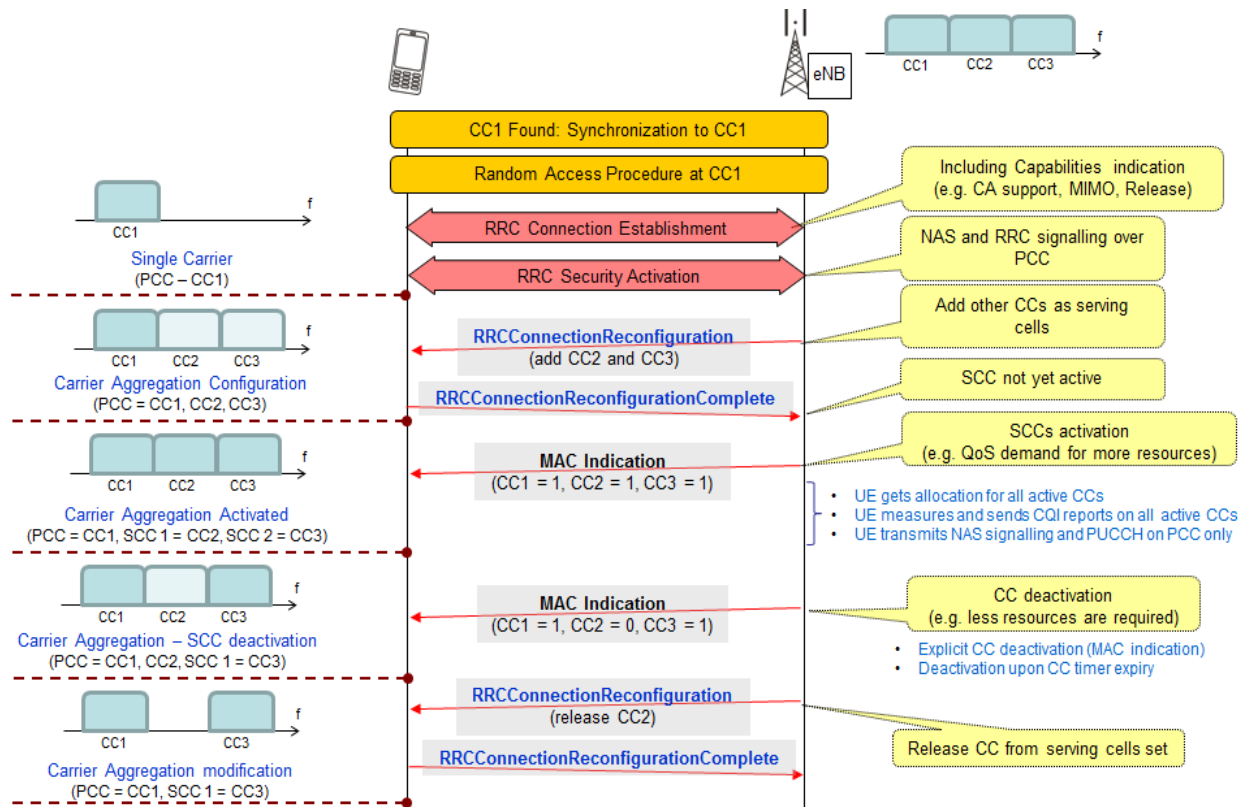 f
CC1 CC2 CC3
eNB
CC1 Found: Synchronization to CC1
Random Access Procedure at CC1
Including Capabilities indication
(e.g. CA support, MIMO, Release)
f
CC1
Single Carrier
(PCC – CC1)
RRC Connection Establishment
NAS and RRC signalling over
PCC
RRC Security Activation
Add other CCs as serving
cells
f
CC1 CC2 CC3
Carrier Aggregation Configuration
(PCC = CC1, CC2, CC3)
RRCConnectionReconfiguration
(add CC2 and CC3)
SCC not yet active
RRCConnectionReconfigurationComplete
SCCs activation
(e.g. QoS demand for more resources)
f
CC1 CC2 CC3
Carrier Aggregation Activated
(PCC = CC1, SCC 1 = CC2, SCC 2 = CC3)
MAC Indication
(CC1 = 1, CC2 = 1, CC3 = 1)
• UE gets allocation for all active CCs
• UE measures and sends CQI reports on all active CCs
• UE transmits NAS signalling and PUCCH on PCC only
f
CC1 CC2 CC3
Carrier Aggregation – SCC deactivation
(PCC = CC1, CC2, SCC 1 = CC3)
MAC Indication
(CC1 = 1, CC2 = 0, CC3 = 1)
CC deactivation
(e.g. less resources are required)
• Explicit CC deactivation (MAC indication)
• Deactivation upon CC timer expiry
f
CC1 CC3
Carrier Aggregation modification
(PCC = CC1, SCC 1 = CC3)
RRCConnectionReconfiguration
(release CC2)
Release CC from serving cells set
RRCConnectionReconfigurationComplete